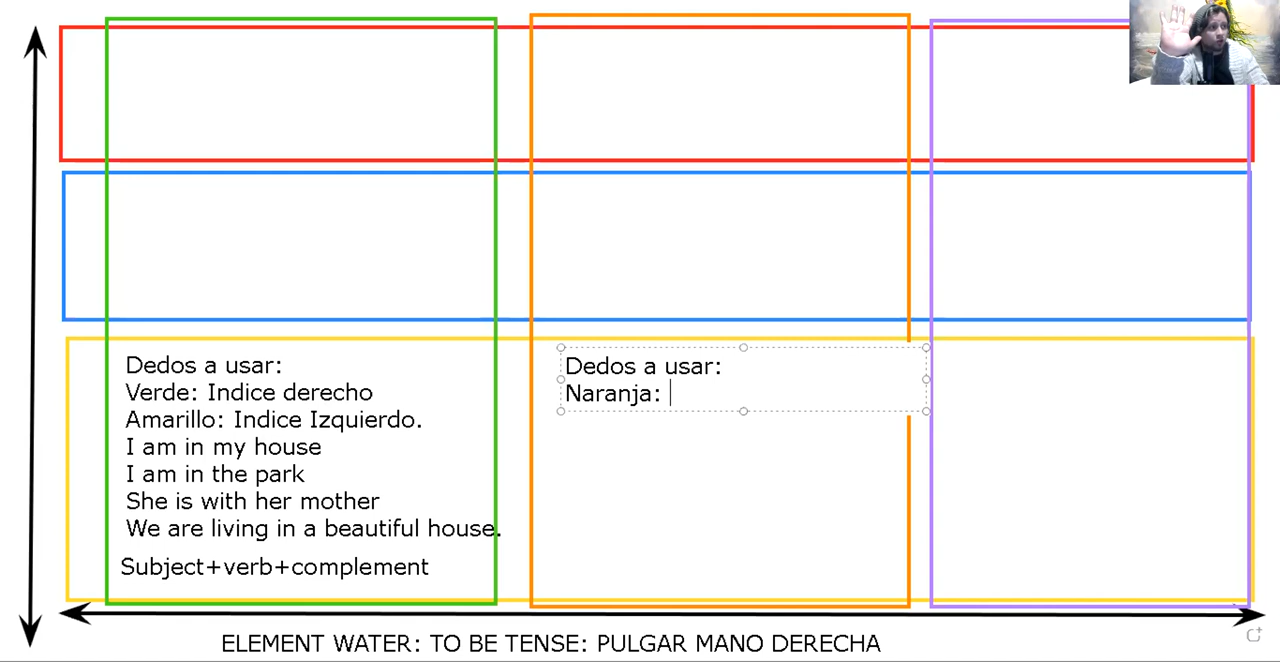 Dedos a usar:
Verde: Indice derecho
Amarillo: Indice Izquierdo.
I am in my house
I am in the park
She is with her mother
We are living in a beautiful house.
Subject+verb+complement
Dedos a usar:
Naranja:
ELEMENT WATER: TO BE TENSE: PULGAR MANO DERECHA